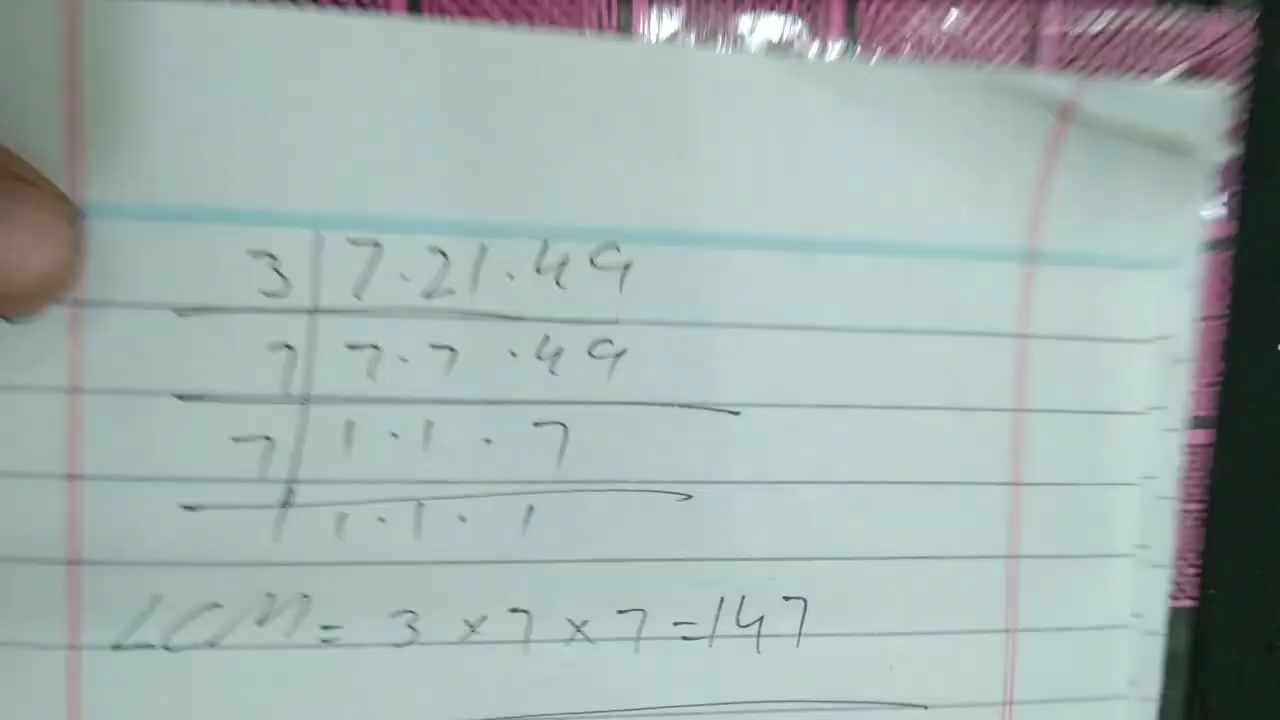 3 | 7.21.49
7 | 7.7.49
7 | 1.1.7
1 | 1.1.1
LCM = 3 × 7 × 7 = 147